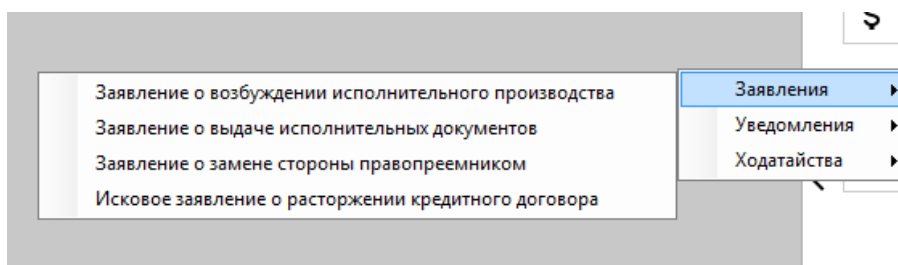 Заявление о возбуждении исполнительного производства
Заявление о выдаче исполнительных документов
Заявление о замене стороны правопреемником
Исковое заявление о расторжении кредитного договора
Заявления
Уведомления
Ходатайства